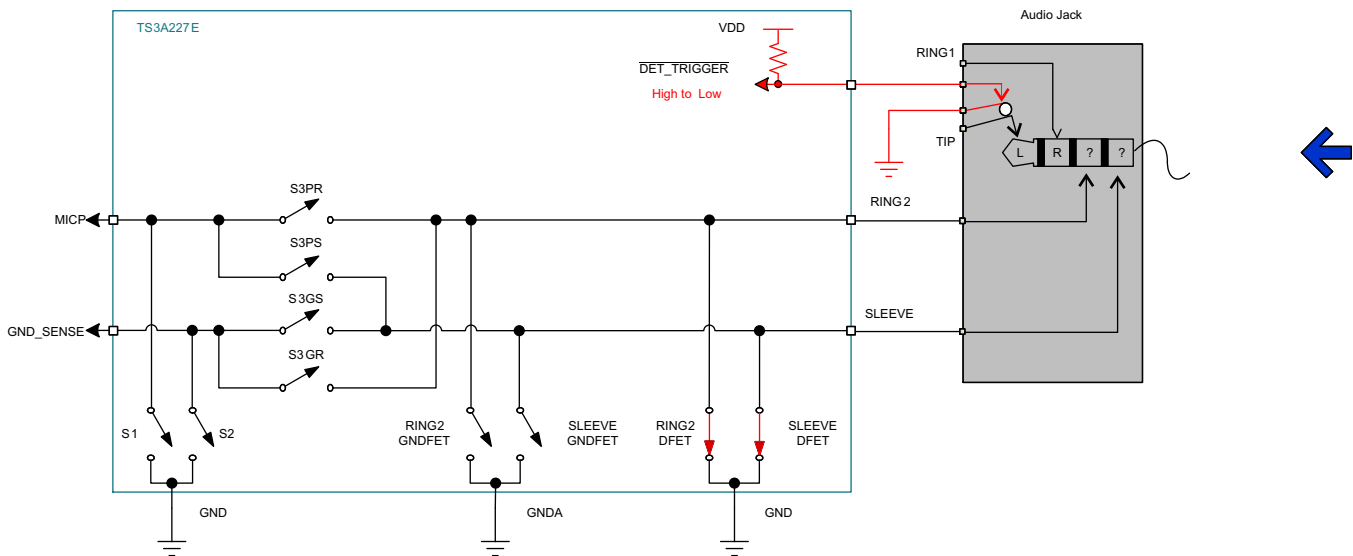 Audio Jack
TS3A227E
VDD
RING1
DET_TRIGGER
High to Low
TIP
L
R
?
?
S3PR
MICP
RING2
S3PS
S3GS
GND_SENSE
SLEEVE
S3GR
S1
S2
RING2
GNDFET
SLEEVE
GNDFET
RING2
DFET
SLEEVE
DFET
GND
GNDA
GND